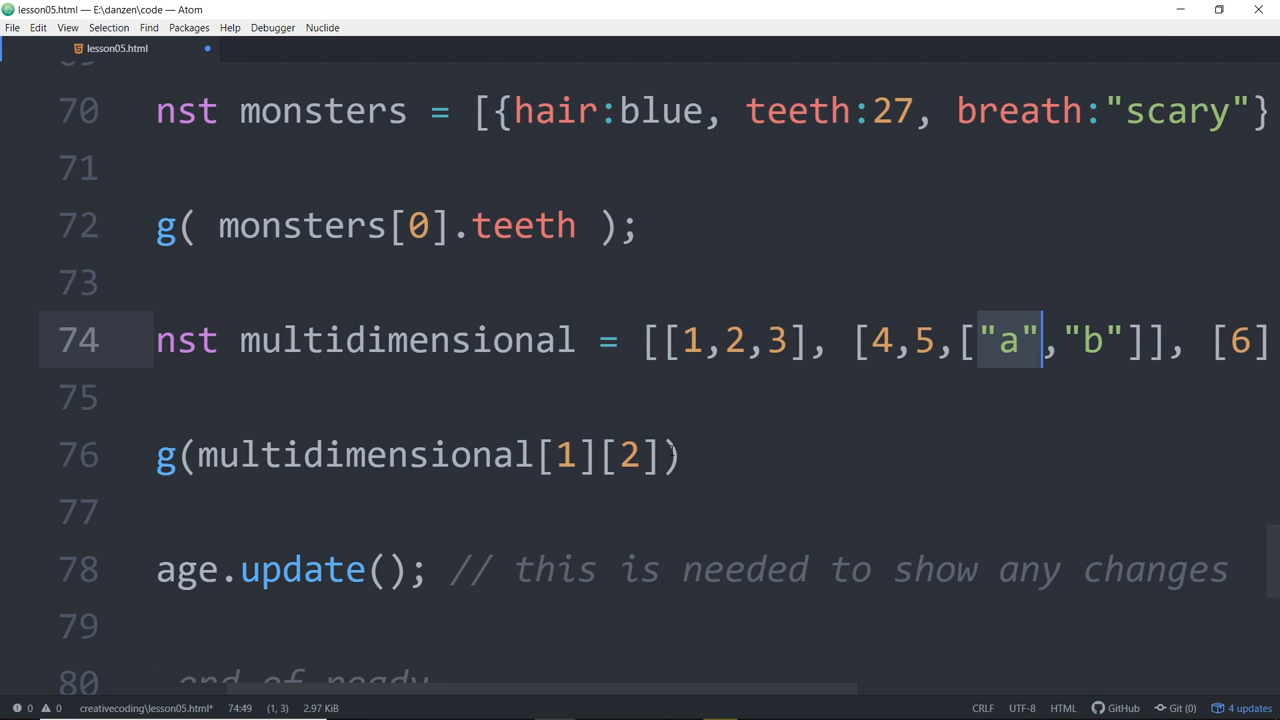 lesson05.html — E:\danzen\code — Atom
File Edit View Selection Find Packages Help Debugger Nuclide
lesson05.html
69
70 nst monsters = [{hair:blue, teeth:27, breath:"scary"}
71
72 g( monsters[0].teeth );
73
74 nst multidimensional = [[1,2,3], [4,5,["a","b"]], [6]
75
76 g(multidimensional[1][2])
77
78 age.update(); // this is needed to show any changes
79
80 end of ready
0 0 creativecoding\lesson05.html* 74:49 (1, 3) 2.97 KiB CRLF UTF-8 HTML GitHub Git (0) 4 updates